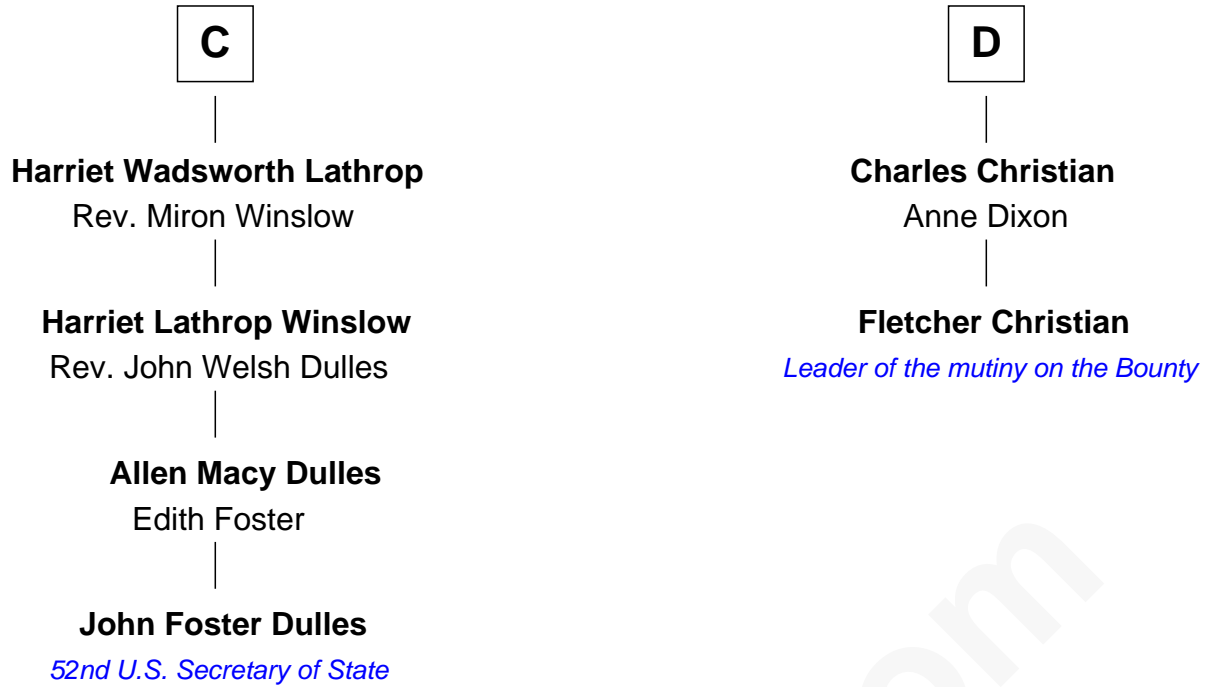 C
Harriet Wadsworth Lathrop
Rev. Miron Winslow
Harriet Lathrop Winslow
Rev. John Welsh Dulles
Allen Macy Dulles
Edith Foster
John Foster Dulles
52nd U.S. Secretary of State
D
Charles Christian
Anne Dixon
Fletcher Christian
Leader of the mutiny on the Bounty
om